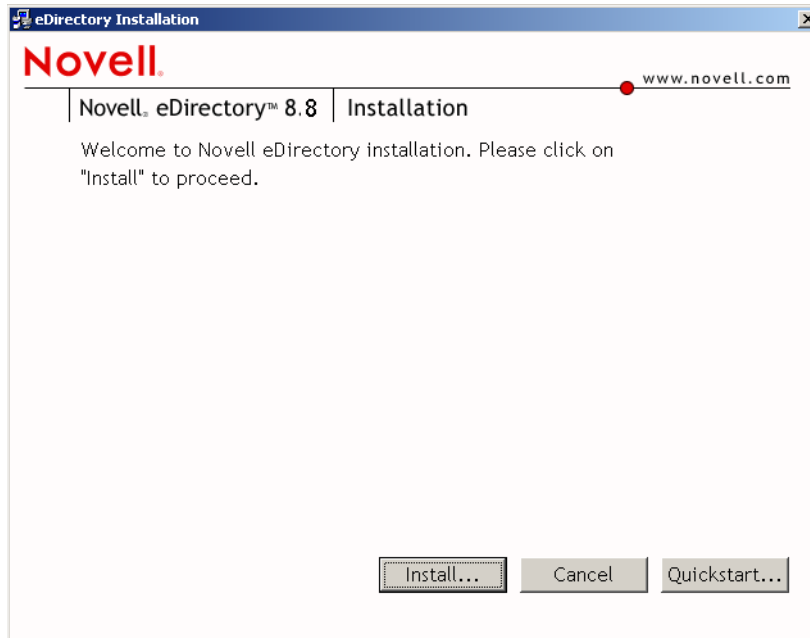 eDirectory Installation
Novell®
www.novell.com
Novell® eDirectory™ 8.8 Installation
Welcome to Novell eDirectory installation. Please click on
"Install" to proceed.
Install... Cancel Quickstart...